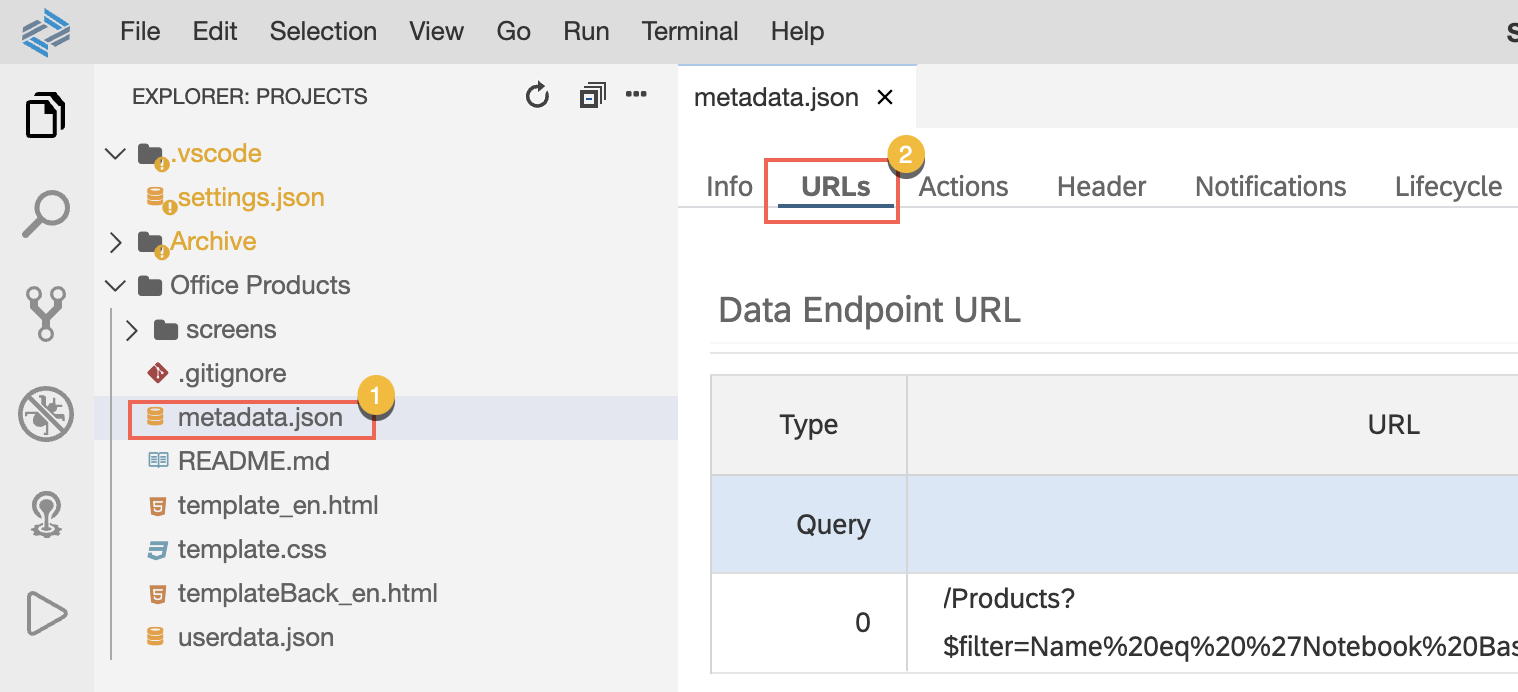 File Edit Selection View Go Run Terminal Help
EXPLORER: PROJECTS
.vscode
settings.json
Archive
Office Products
screens
.gitignore
metadata.json
1
README.md
template_en.html
template.css
templateBack_en.html
userdata.json
metadata.json
2
Info URLs Actions Header Notifications Lifecycle
Data Endpoint URL
Type URL
Query
0 /Products?
$filter=Name%20eq%20%27Notebook%20Bas